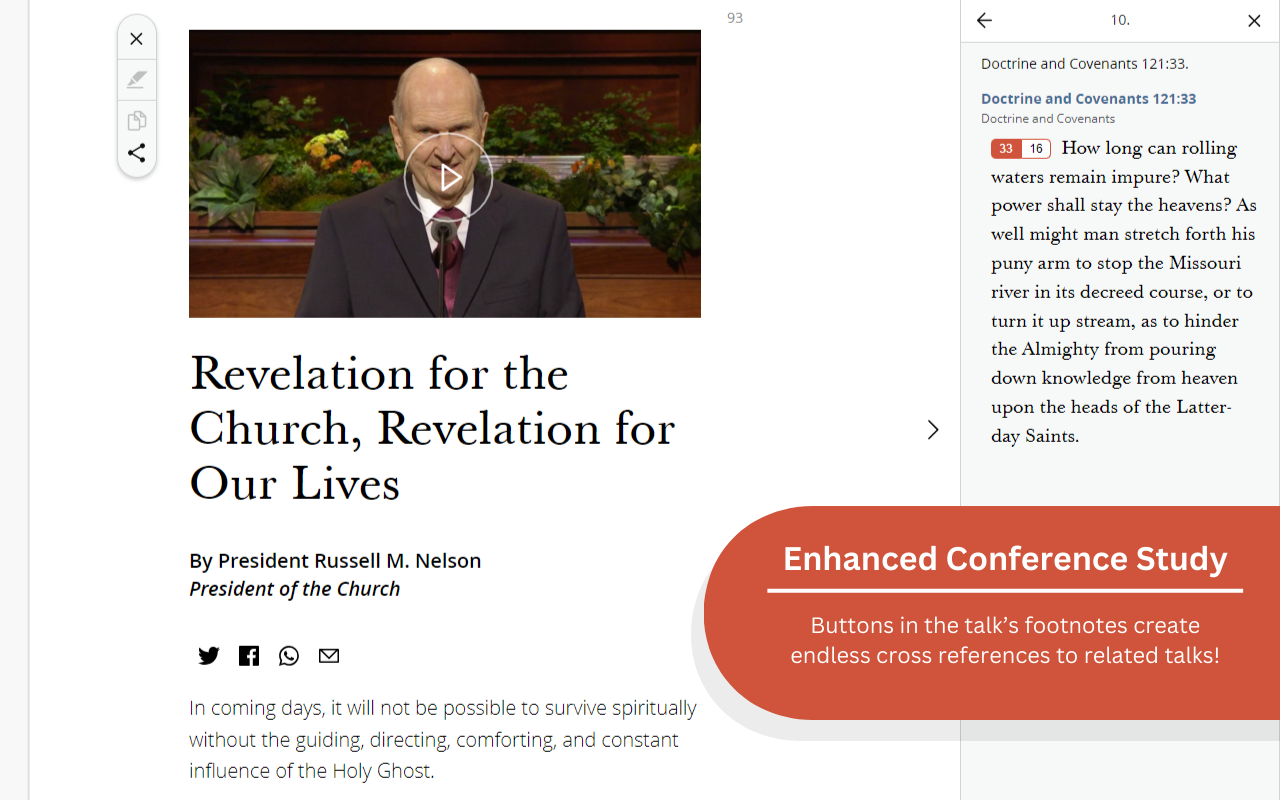 93
Revelation for the
Church, Revelation for
Our Lives
By President Russell M. Nelson
President of the Church
In coming days, it will not be possible to survive spiritually
without the guiding, directing, comforting, and constant
influence of the Holy Ghost.
10.
Doctrine and Covenants 121:33.
Doctrine and Covenants 121:33
Doctrine and Covenants
33 16 How long can rolling
waters remain impure? What
power shall stay the heavens? As
well might man stretch forth his
puny arm to stop the Missouri
river in its decreed course, or to
turn it up stream, as to hinder
the Almighty from pouring
down knowledge from heaven
upon the heads of the Latter-
day Saints.
Enhanced Conference Study
Buttons in the talk’s footnotes create
endless cross references to related talks!